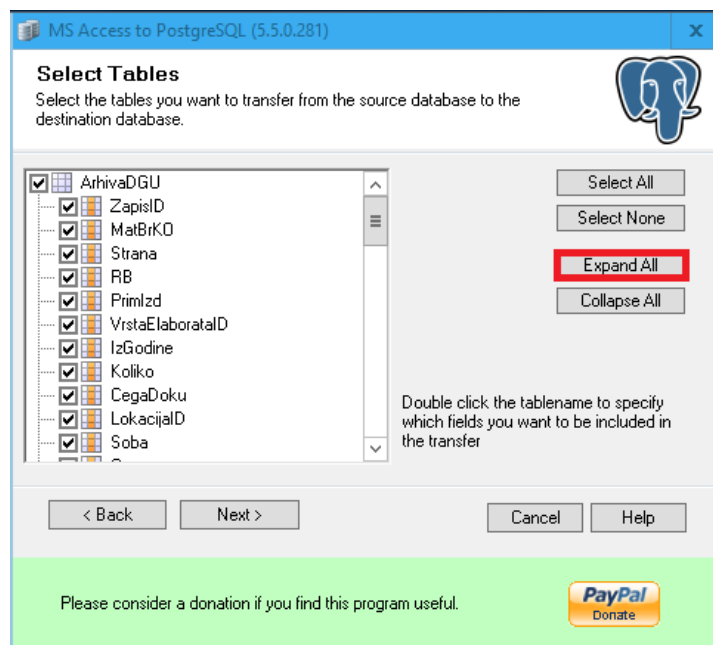 MS Access to PostgreSQL (5.5.0.281)
Select Tables
Select the tables you want to transfer from the source database to the
destination database.
ArhivaDGU
ZapisID
MatBrKO
Strana
RB
PrimIzd
VrstaElaborataID
IzGodine
Koliko
CegaDoku
LokacijaID
Soba
Select All
Select None
Expand All
Collapse All
Double click the tablename to specify
which fields you want to be included in
the transfer
< Back
Next >
Cancel
Help
Please consider a donation if you find this program useful.
PayPal
Donate